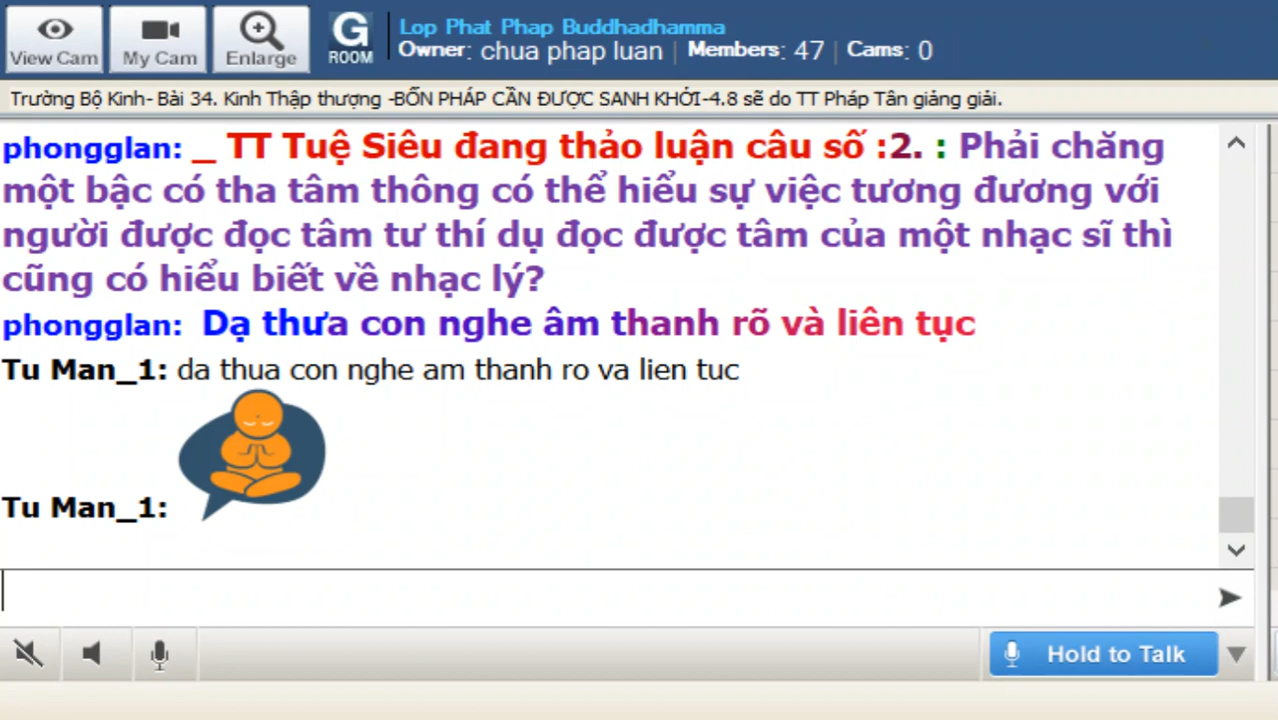 Lop Phat Phap Buddhadhamma
View Cam My Cam Enlarge G ROOM Owner: chua phap luan | Members: 47 | Cams: 0
Trường Bộ Kinh- Bài 34. Kinh Thập thượng -BỐN PHÁP CẦN ĐƯỢC SANH KHỞI-4.8 sẽ do TT Pháp Tân giảng giải.
phongglan: _ TT Tuệ Siêu đang thảo luận câu số :2. : Phải chăng
một bậc có tha tâm thông có thể hiểu sự việc tương đương với
người được đọc tâm tư thí dụ đọc được tâm của một nhạc sĩ thì
cũng có hiểu biết về nhạc lý?
phongglan: Dạ thưa con nghe âm thanh rõ và liên tục
Tu Man_1: da thua con nghe am thanh ro va lien tuc
Tu Man_1:
Hold to Talk